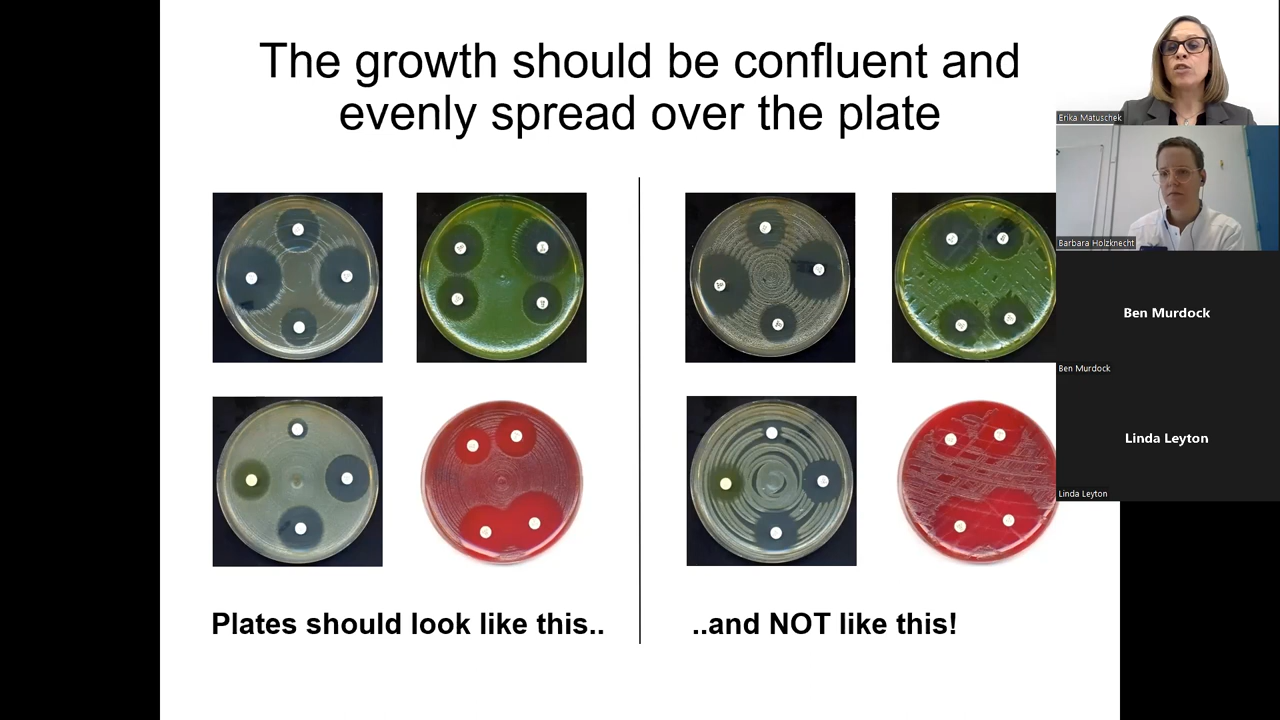 The growth should be confluent and
evenly spread over the plate
Plates should look like this..
..and NOT like this!
Erika Matuschek
Barbara Holzknecht
Ben Murdock
Ben Murdock
Linda Leyton
Linda Leyton